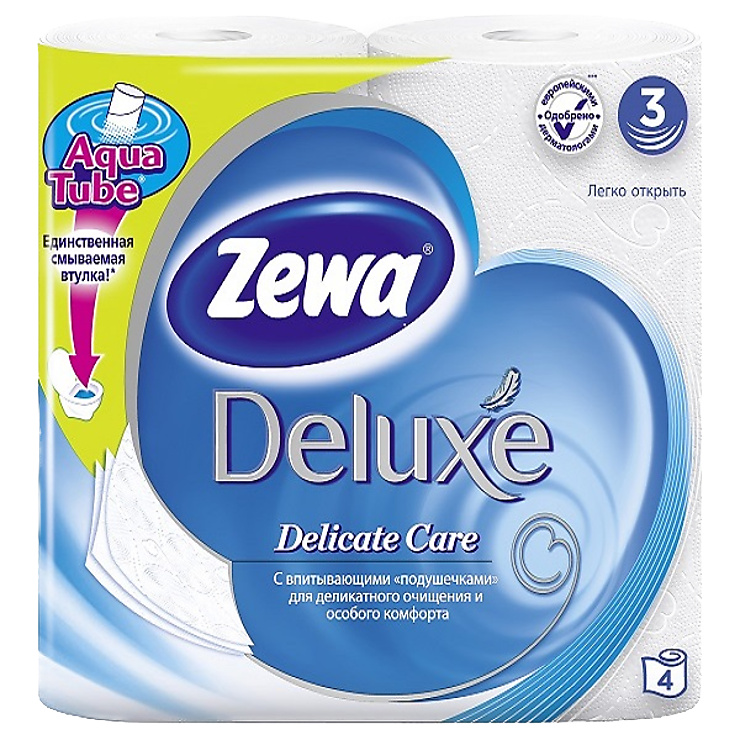 Aqua
Tube®
Единственная
смываемая
втулка!*
европейскими
Одобрено
дерматологами
***
3
Легко открыть
Zewa®
Deluxe
Delicate Care
С впитывающими «подушечками»
для деликатного очищения и
особого комфорта
4